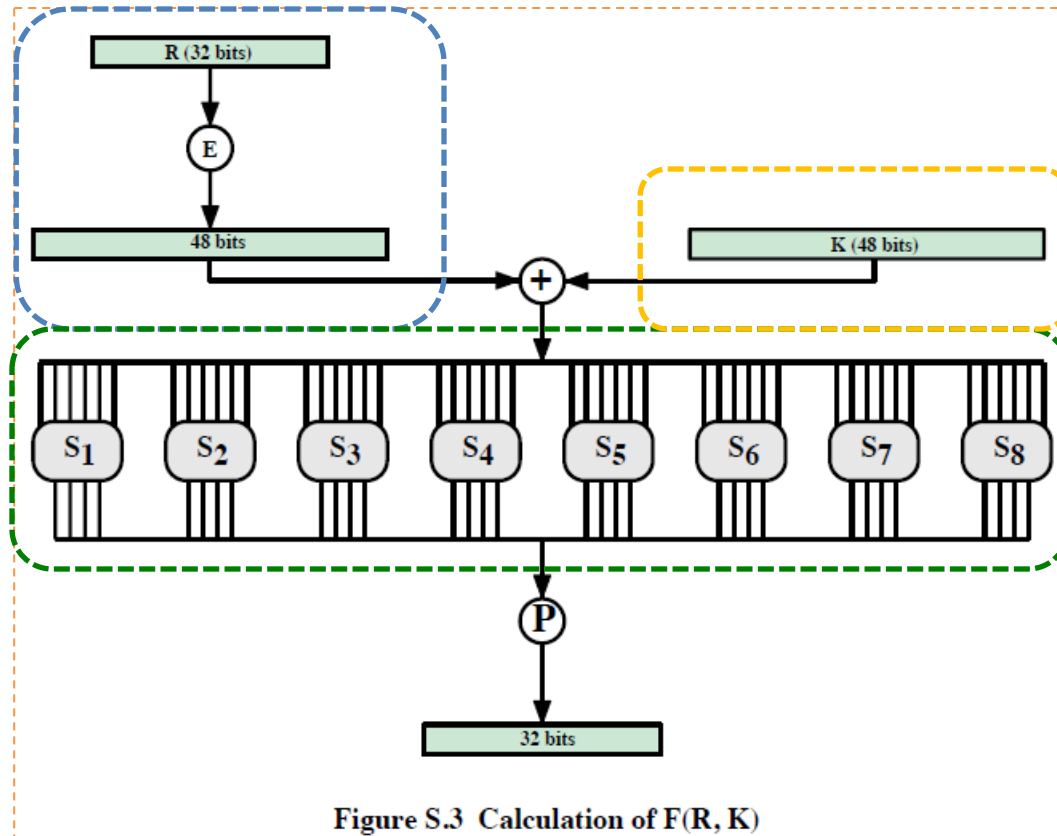 R (32 bits)
E
48 bits
K (48 bits)
+
S1 S2 S3 S4 S5 S6 S7 S8
P
32 bits
Figure S.3 Calculation of F(R, K)